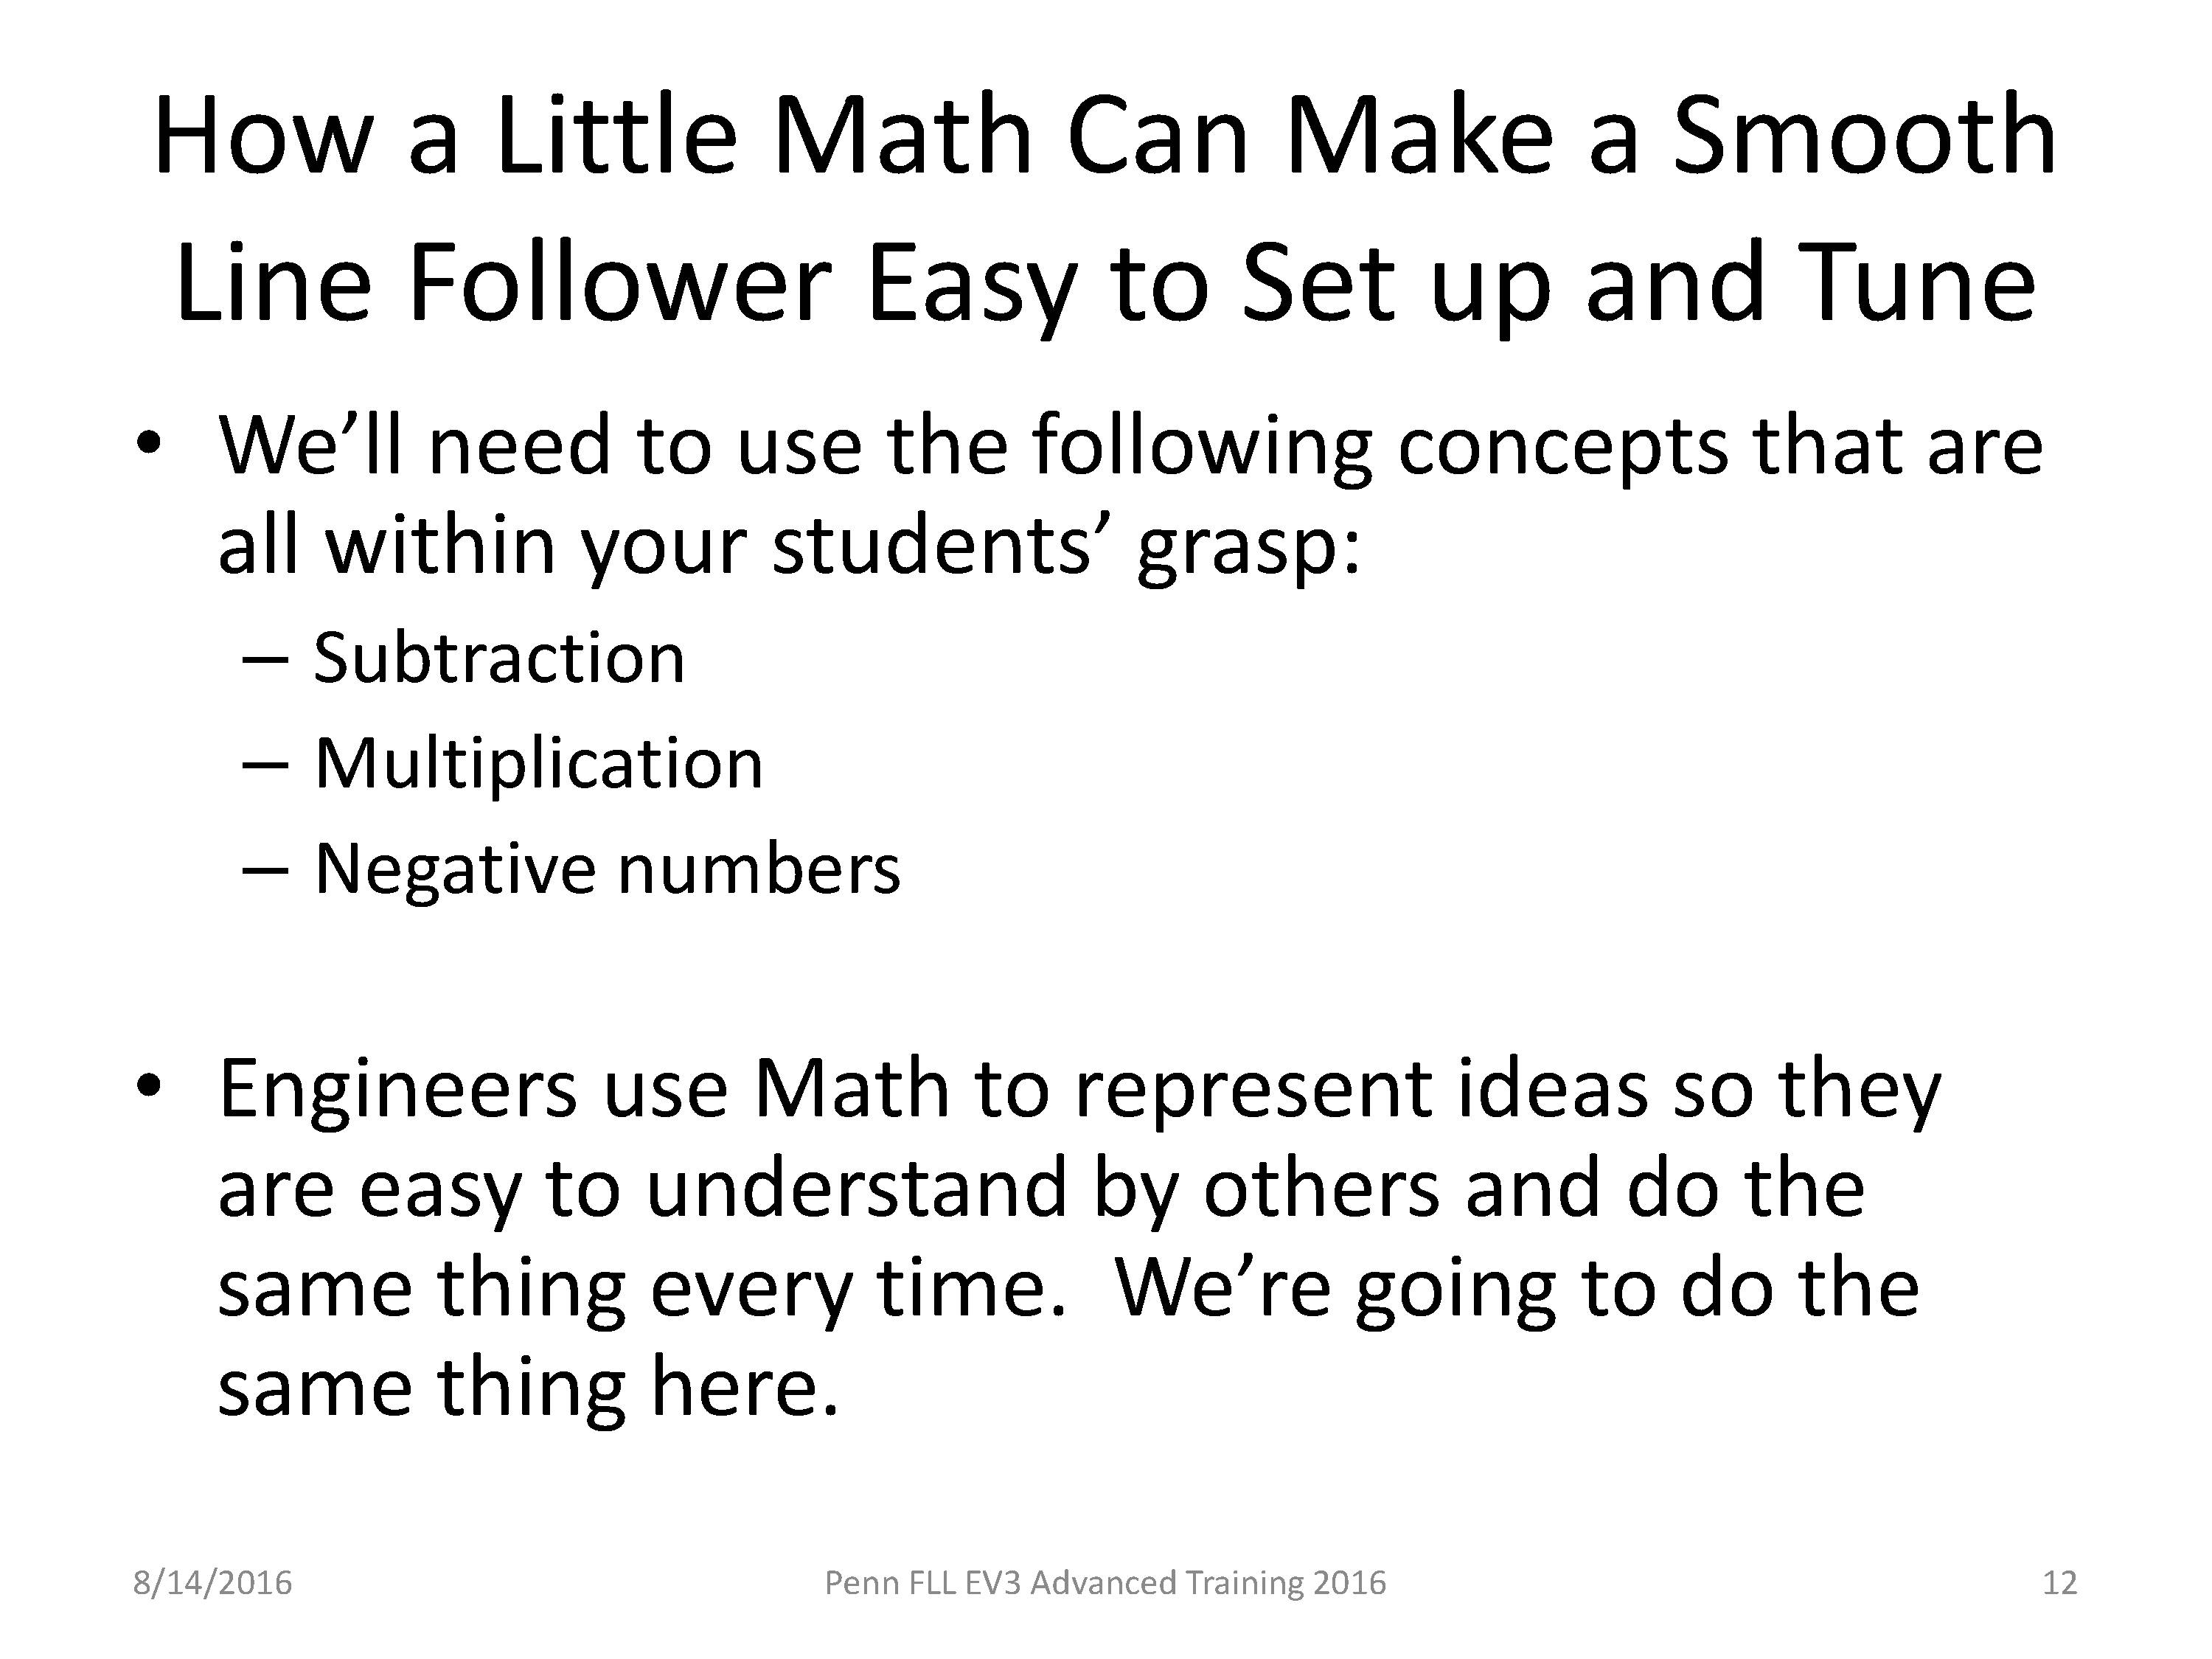 How a Little Math Can Make a Smooth
Line Follower Easy to Set up and Tune
• We’ll need to use the following concepts that are
all within your students’ grasp:
– Subtraction
– Multiplication
– Negative numbers
• Engineers use Math to represent ideas so they
are easy to understand by others and do the
same thing every time. We’re going to do the
same thing here.
8/14/2016 Penn FLL EV3 Advanced Training 2016 12